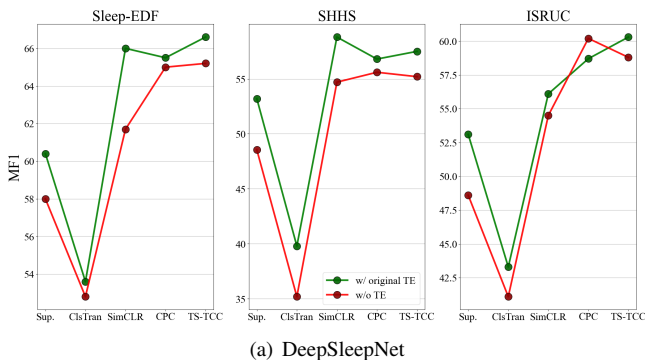 Sleep-EDF
SHHS
ISRUC
MF1
66
64
62
60
58
56
54
55
50
45
40
35
60.0
57.5
55.0
52.5
50.0
47.5
45.0
42.5
w/ original TE
w/o TE
Sup. ClsTran SimCLR CPC TS-TCC
Sup. ClsTran SimCLR CPC TS-TCC
Sup. ClsTran SimCLR CPC TS-TCC
(a) DeepSleepNet